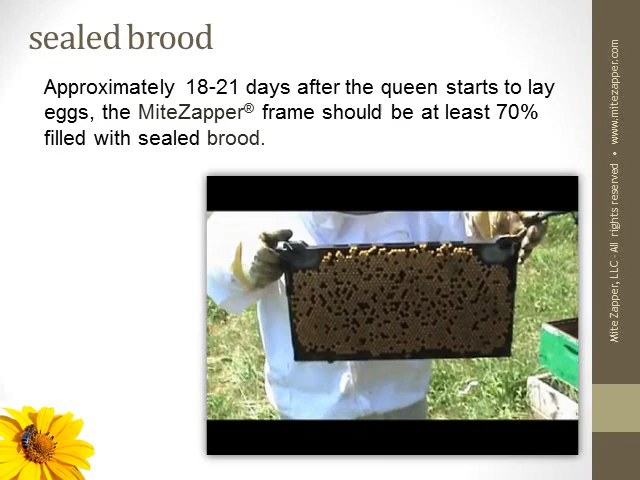 sealed brood
Approximately 18-21 days after the queen starts to lay
eggs, the MiteZapper® frame should be at least 70%
filled with sealed brood.
Mite Zapper, LLC - All rights reserved • www.mitezapper.com